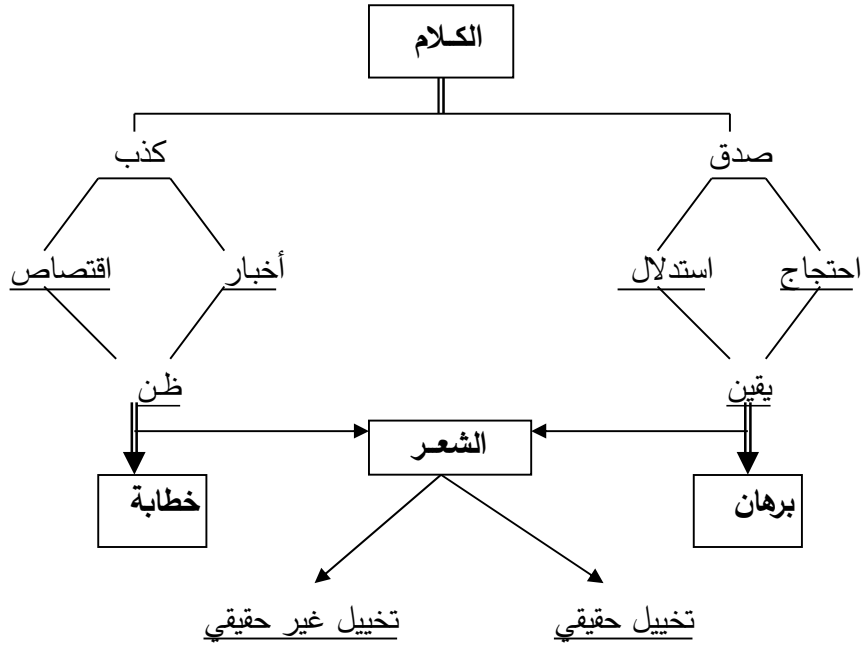 الكلام
صدق
كذب
احتجاج
استدلال
أخبار
اقتصاص
يقين
ظن
الشعر
برهان
خطابة
تخييل حقيقي
تخييل غير حقيقي